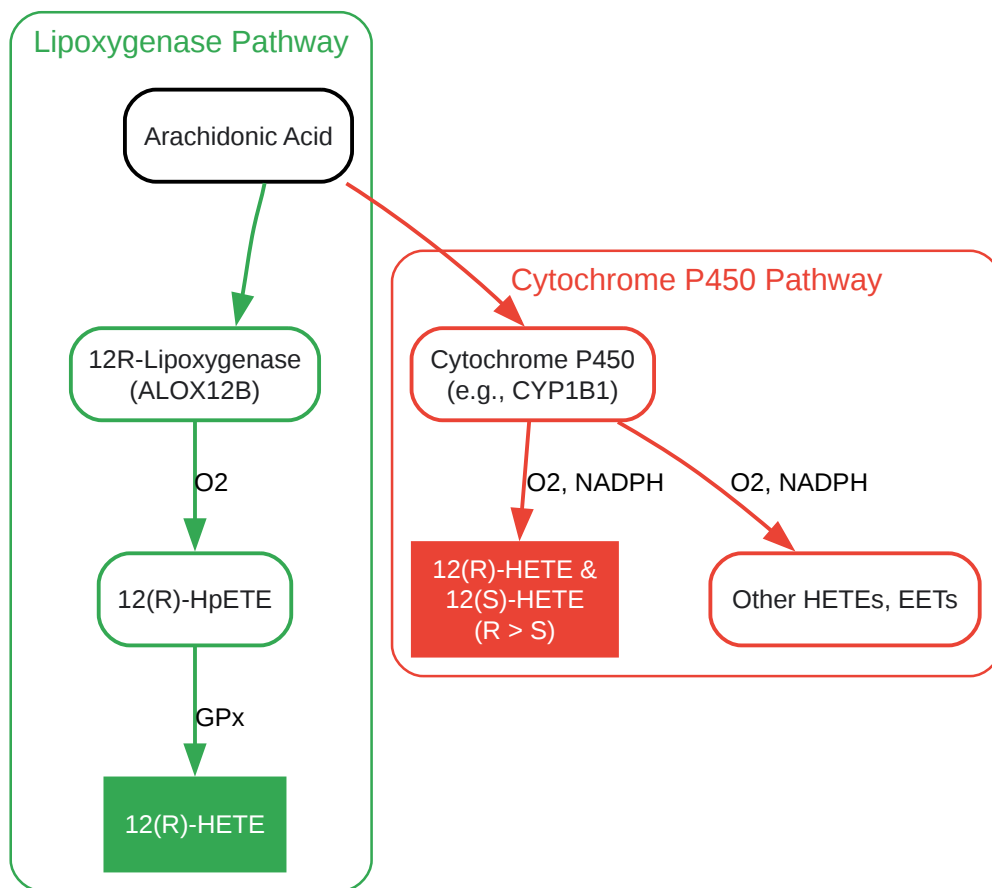 Lipoxygenase Pathway
Arachidonic Acid
12R-Lipoxygenase
(ALOX12B)
O2
12(R)-HpETE
GPx
12(R)-HETE
Cytochrome P450 Pathway
Cytochrome P450
(e.g., CYP1B1)
O2, NADPH
O2, NADPH
12(R)-HETE &
12(S)-HETE
(R > S)
Other HETEs, EETs